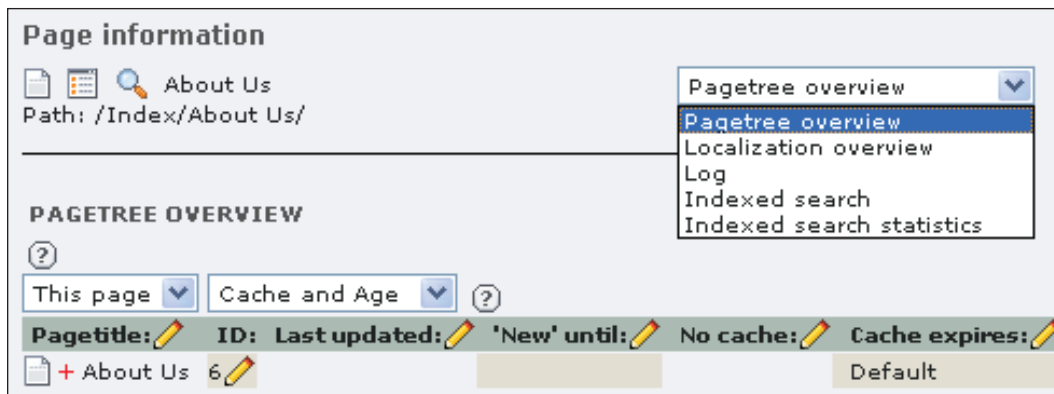 Page information
About Us
Path: /Index/About Us/
Pagetree overview
Pagetree overview
Localization overview
Log
Indexed search
Indexed search statistics
PAGETREE OVERVIEW
?
This page Cache and Age ?
Pagetitle: ID: Last updated: 'New' until: No cache: Cache expires:
+ About Us 6 Default